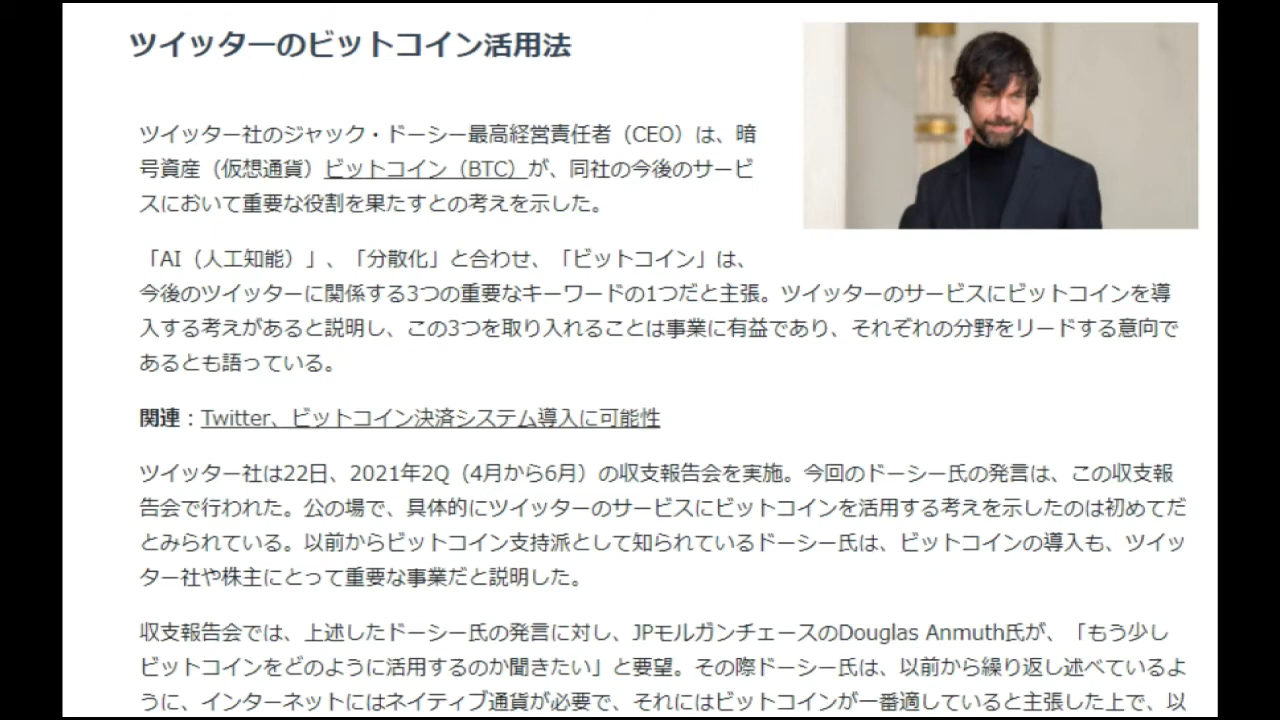 ツイッターのビットコイン活用法
ツイッター社のジャック・ドーシー最高経営責任者（CEO）は、暗
号資産（仮想通貨）ビットコイン（BTC）が、同社の今後のサービ
スにおいて重要な役割を果たすとの考えを示した。
「AI（人工知能）」、「分散化」と合わせ、「ビットコイン」は、
今後のツイッターに関係する3つの重要なキーワードの1つだと主張。ツイッターのサービスにビットコインを導
入する考えがあると説明し、この3つを取り入れることは事業に有益であり、それぞれの分野をリードする意向で
あるとも語っている。
関連：Twitter、ビットコイン決済システム導入に可能性
ツイッター社は22日、2021年2Q（4月から6月）の収支報告会を実施。今回のドーシー氏の発言は、この収支報
告会で行われた。公の場で、具体的にツイッターのサービスにビットコインを活用する考えを示したのは初めてだ
とみられている。以前からビットコイン支持派として知られているドーシー氏は、ビットコインの導入も、ツイッ
ター社や株主にとって重要な事業だと説明した。
収支報告会では、上述したドーシー氏の発言に対し、JPモルガンチェースのDouglas Anmuth氏が、「もう少し
ビットコインをどのように活用するのか聞きたい」と要望。その際ドーシー氏は、以前から繰り返し述べているよ
うに、インターネットにはネイティブ通貨が必要で、それにはビットコインが一番適していると主張した上で、以